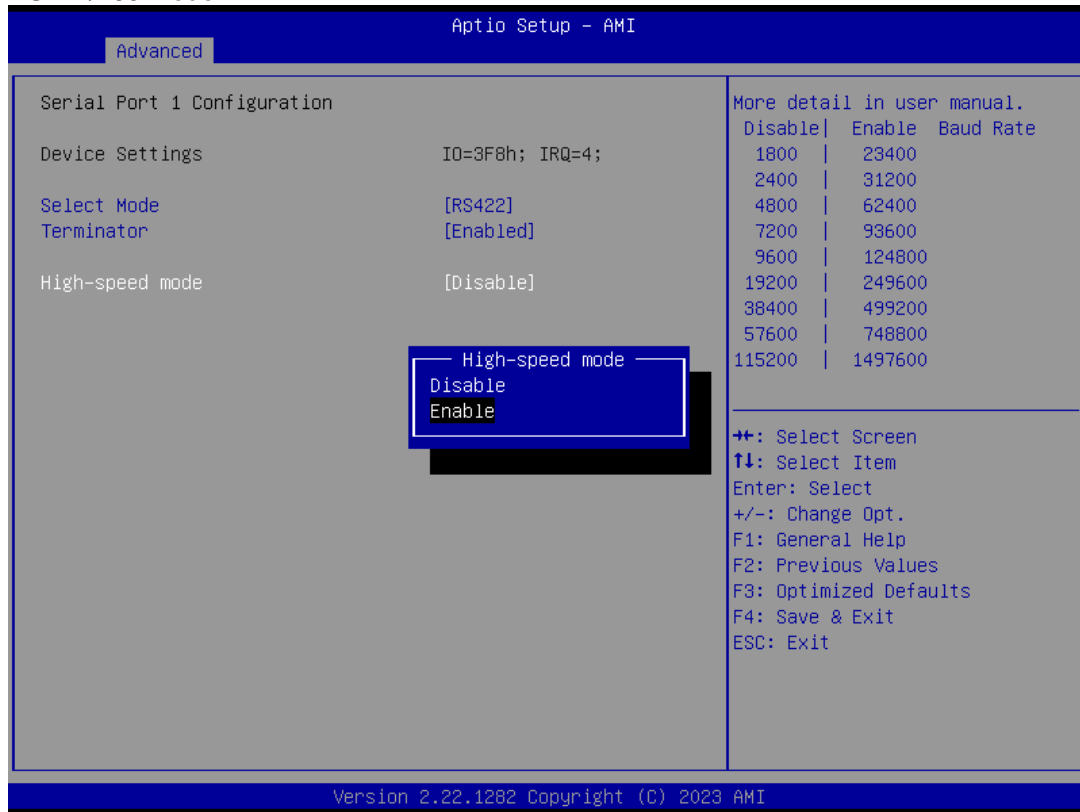 Aptio Setup - AMI
Advanced
Serial Port 1 Configuration
Device Settings IO=3F8h; IRQ=4;
Select Mode [RS422]
Terminator [Enabled]
High-speed mode [Disable]
High-speed mode
Disable
Enable
More detail in user manual.
Disable| Enable Baud Rate
1800 | 23400
2400 | 31200
4800 | 62400
7200 | 93600
9600 | 124800
19200 | 249600
38400 | 499200
57600 | 748800
115200 | 1497600
→←: Select Screen
↑↓: Select Item
Enter: Select
+/-: Change Opt.
F1: General Help
F2: Previous Values
F3: Optimized Defaults
F4: Save & Exit
ESC: Exit
Version 2.22.1282 Copyright (C) 2023 AMI